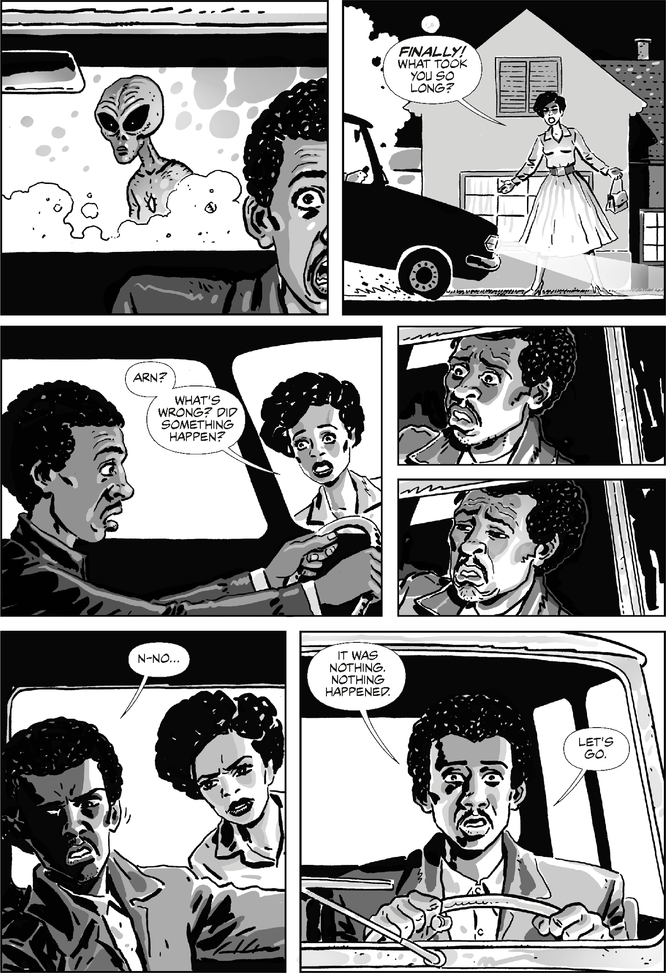 FINALLY!
WHAT TOOK
YOU SO
LONG?
ARN?
WHAT'S
WRONG? DID
SOMETHING
HAPPEN?
N-NO...
IT WAS
NOTHING.
NOTHING
HAPPENED.
LET'S
GO.